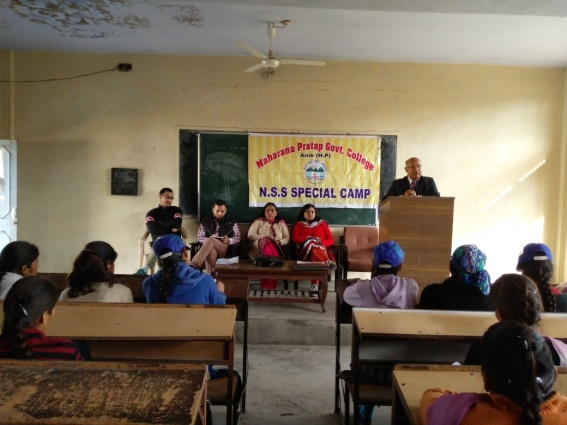 Maharana Pratap Govt. College
Amb (H.P)
N.S.S SPECIAL CAMP